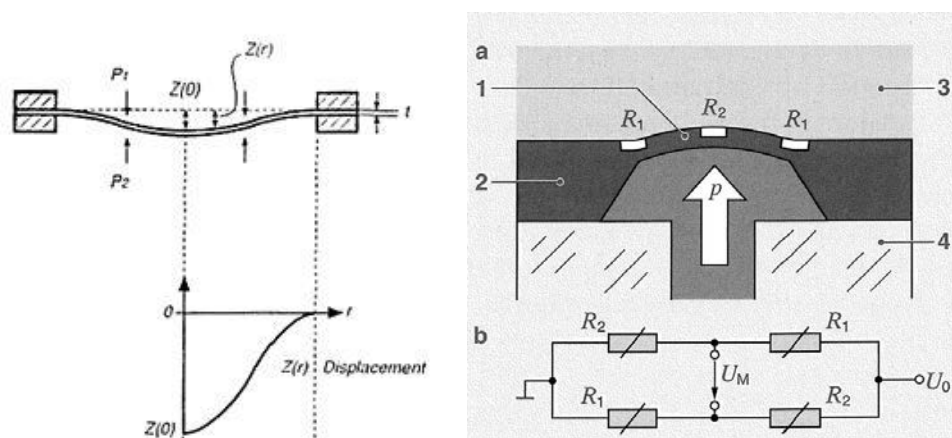 Z(r)
P1
Z(0)
t
P2
0
r
Z(r)
Displacement
Z(0)
a
1
3
R1
R2
R1
2
p
4
b
R2
R1
UM
U0
R1
R2